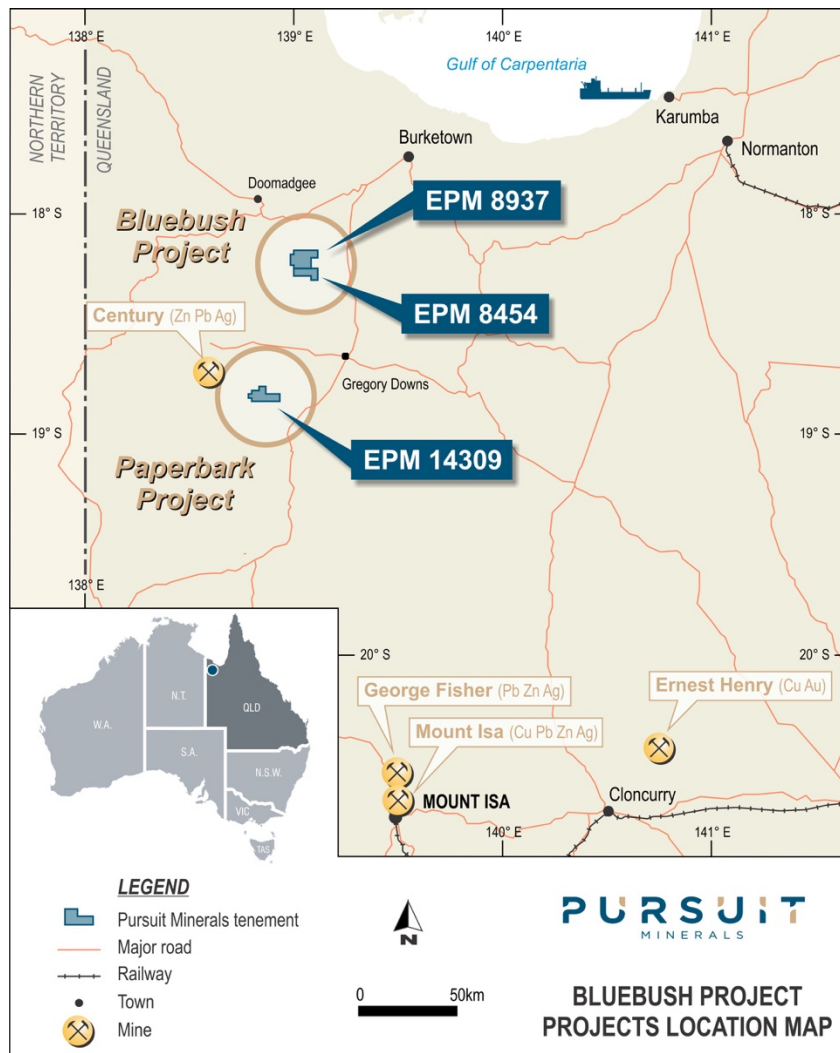 138° E
139° E
140° E
141° E
Gulf of Carpentaria
NORTHERN
TERRITORY
QUEENSLAND
Karumba
Burketown
Normanton
Doomadgee
EPM 8937
18° S
18° S
Bluebush
Project
EPM 8454
Century (Zn Pb Ag)
Gregory Downs
19° S
19° S
EPM 14309
Paperbark
Project
138° E
20° S
20° S
George Fisher (Pb Zn Ag)
Ernest Henry (Cu Au)
Mount Isa (Cu Pb Zn Ag)
MOUNT ISA
Cloncurry
140° E
141° E
N.T.
QLD
W.A.
S.A.
N.S.W.
VIC
TAS
LEGEND
Pursuit Minerals tenement
Major road
Railway
Town
Mine
N
0 50km
PURSUIT
MINERALS
BLUEBUSH PROJECT
PROJECTS LOCATION MAP